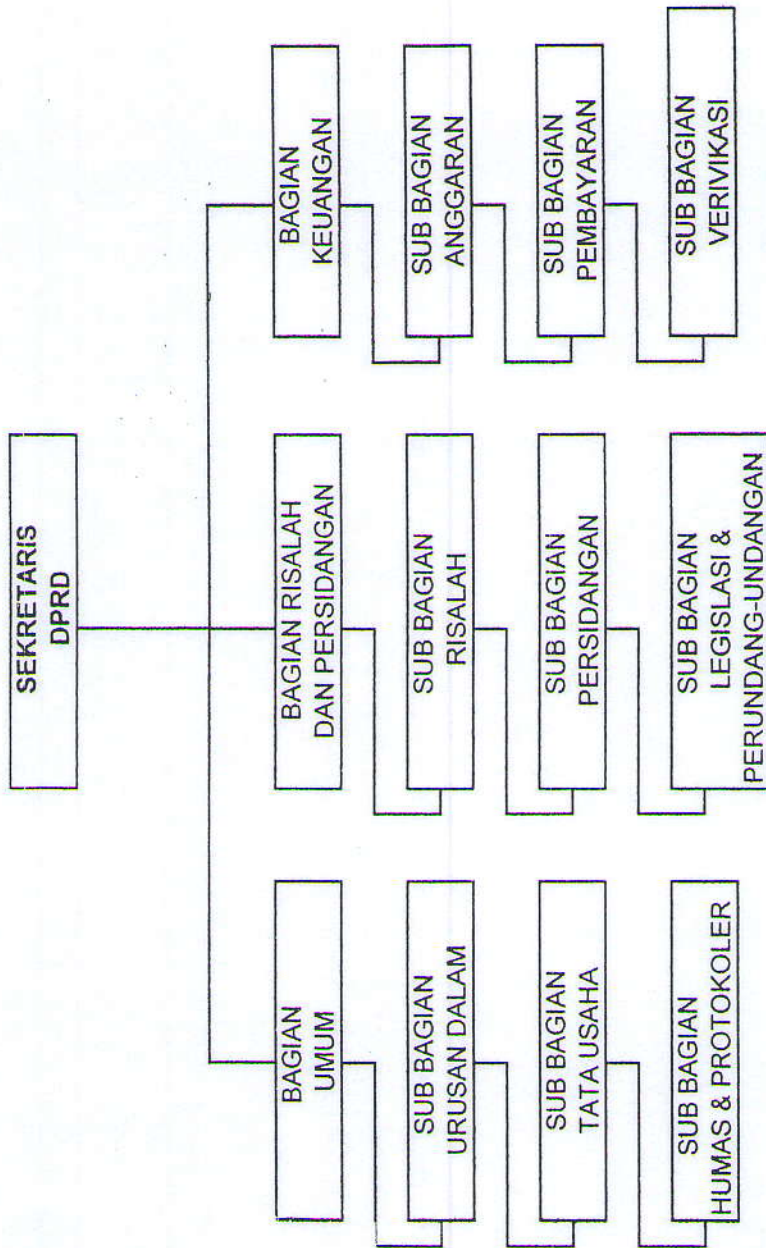 SEKRETARIS
DPRD
BAGIAN
UMUM
SUB BAGIAN
URUSAN DALAM
SUB BAGIAN
TATA USAHA
SUB BAGIAN
HUMAS & PROTOKOLER
BAGIAN RISALAH
DAN PERSIDANGAN
SUB BAGIAN
RISALAH
SUB BAGIAN
PERSIDANGAN
SUB BAGIAN
LEGISLASI &
PERUNDANG-UNDANGAN
BAGIAN
KEUANGAN
SUB BAGIAN
ANGGARAN
SUB BAGIAN
PEMBAYARAN
SUB BAGIAN
VERIVIKASI